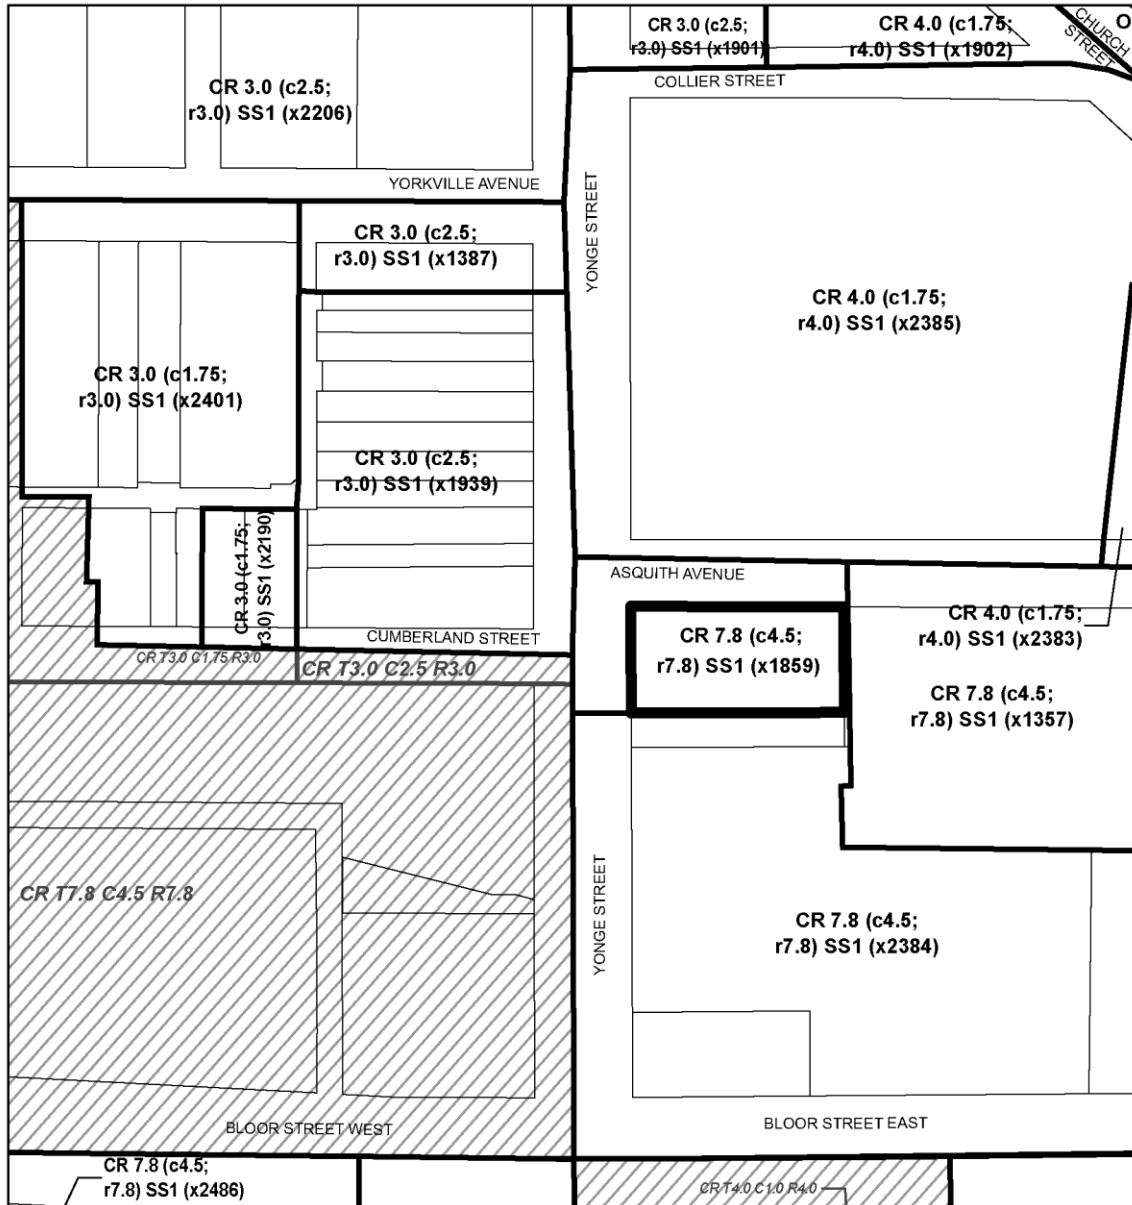 CR 3.0 (c2.5;
r3.0) SS1 (x1901)
CR 4.0 (c1.75;
r4.0) SS1 (x1902)
CHURCH
STREET
O
COLLIER STREET
CR 3.0 (c2.5;
r3.0) SS1 (x2206)
YORKVILLE AVENUE
YONGE STREET
CR 3.0 (c2.5;
r3.0) SS1 (x1387)
CR 4.0 (c1.75;
r4.0) SS1 (x2385)
CR 3.0 (c1.75;
r3.0) SS1 (x2401)
CR 3.0 (c2.5;
r3.0) SS1 (x1939)
CR 3.0 (c1.75;
r3.0) SS1 (x2190)
ASQUITH AVENUE
CUMBERLAND STREET
CR 7.8 (c4.5;
r7.8) SS1 (x1859)
CR 4.0 (c1.75;
r4.0) SS1 (x2383)
CR T3.0 C1.75 R3.0
CR T3.0 C2.5 R3.0
CR 7.8 (c4.5;
r7.8) SS1 (x1357)
CR T7.8 C4.5 R7.8
YONGE STREET
CR 7.8 (c4.5;
r7.8) SS1 (x2384)
BLOOR STREET WEST
BLOOR STREET EAST
CR 7.8 (c4.5;
r7.8) SS1 (x2486)
CR T4.0 C1.0 R4.0